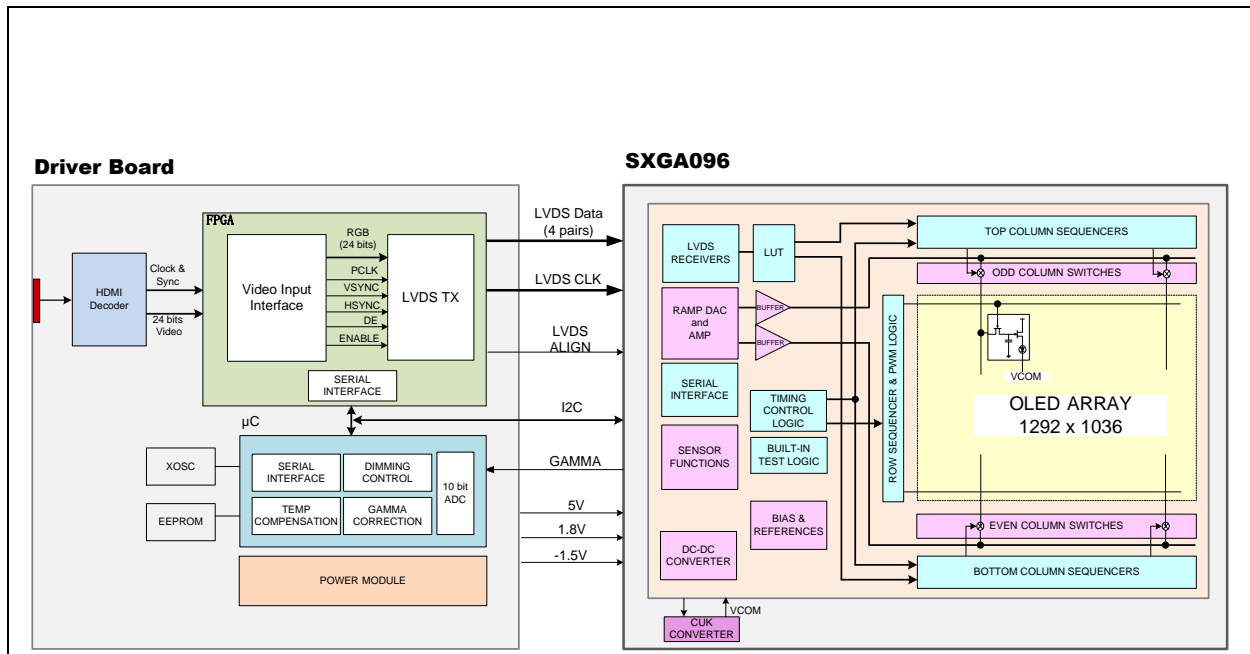 Driver Board
SXGA096
FPGA
HDMI
Decoder
Clock &
Sync
24 bits
Video
Video Input
Interface
RGB
(24 bits)
PCLK
VSYNC
HSYNC
DE
ENABLE
LVDS TX
SERIAL
INTERFACE
µC
XOSC
EEPROM
SERIAL
INTERFACE
DIMMING
CONTROL
TEMP
COMPENSATION
GAMMA
CORRECTION
10 bit
ADC
POWER MODULE
LVDS Data
(4 pairs)
LVDS CLK
LVDS
ALIGN
I2C
GAMMA
5V
1.8V
-1.5V
LVDS
RECEIVERS
LUT
RAMP DAC
and
AMP
BUFFER
BUFFER
SERIAL
INTERFACE
TIMING
CONTROL
LOGIC
SENSOR
FUNCTIONS
BUILT-IN
TEST LOGIC
BIAS &
REFERENCES
DC-DC
CONVERTER
VCOM
CUK
CONVERTER
TOP COLUMN SEQUENCERS
ODD COLUMN SWITCHES
ROW SEQUENCER & PWM LOGIC
VCOM
OLED ARRAY
1292 x 1036
EVEN COLUMN SWITCHES
BOTTOM COLUMN SEQUENCERS